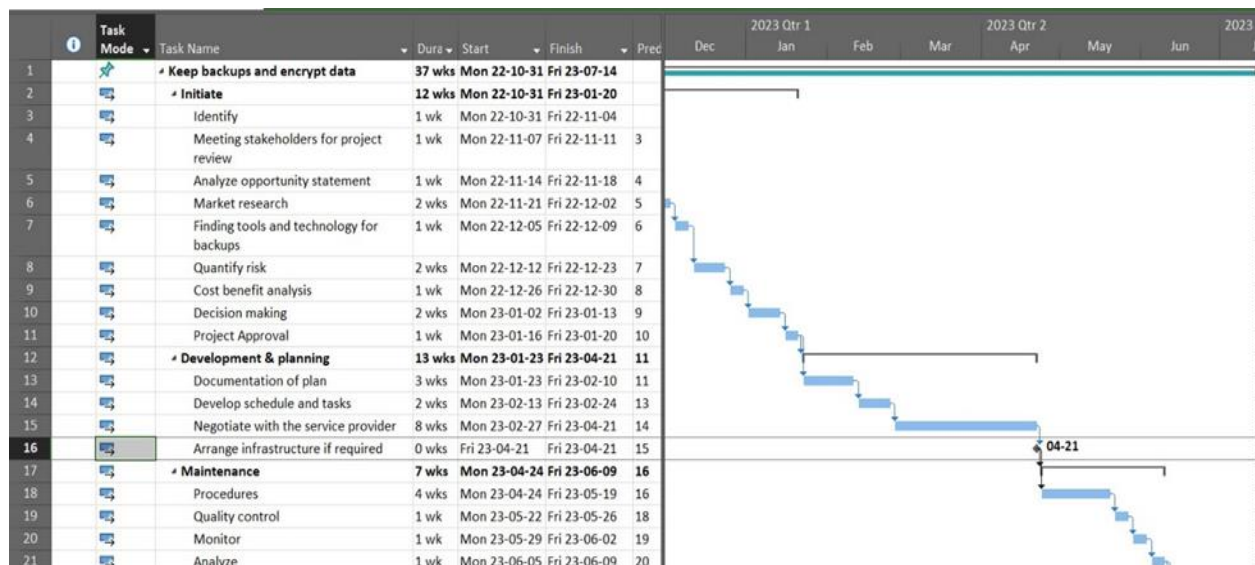 2023 Qtr 1 2023 Qtr 2 2023
Task
Mode Task Name Dura Start Finish Pred Dec Jan Feb Mar Apr May Jun
1 Keep backups and encrypt data 37 wks Mon 22-10-31 Fri 23-07-14
2 Initiate 12 wks Mon 22-10-31 Fri 23-01-20
3 Identify 1 wk Mon 22-10-31 Fri 22-11-04
4 Meeting stakeholders for project 1 wk Mon 22-11-07 Fri 22-11-11 3
review
5 Analyze opportunity statement 1 wk Mon 22-11-14 Fri 22-11-18 4
6 Market research 2 wks Mon 22-11-21 Fri 22-12-02 5
7 Finding tools and technology for 1 wk Mon 22-12-05 Fri 22-12-09 6
backups
8 Quantify risk 2 wks Mon 22-12-12 Fri 22-12-23 7
9 Cost benefit analysis 1 wk Mon 22-12-26 Fri 22-12-30 8
10 Decision making 2 wks Mon 23-01-02 Fri 23-01-13 9
11 Project Approval 1 wk Mon 23-01-16 Fri 23-01-20 10
12 Development & planning 13 wks Mon 23-01-23 Fri 23-04-21 11
13 Documentation of plan 3 wks Mon 23-01-23 Fri 23-02-10 11
14 Develop schedule and tasks 2 wks Mon 23-02-13 Fri 23-02-24 13
15 Negotiate with the service provider 8 wks Mon 23-02-27 Fri 23-04-21 14
16 Arrange infrastructure if required 0 wks Fri 23-04-21 Fri 23-04-21 15 04-21
17 Maintenance 7 wks Mon 23-04-24 Fri 23-06-09 16
18 Procedures 4 wks Mon 23-04-24 Fri 23-05-19 16
19 Quality control 1 wk Mon 23-05-22 Fri 23-05-26 18
20 Monitor 1 wk Mon 23-05-29 Fri 23-06-02 19
21 Analyze 1 wk Mon 23-06-05 Fri 23-06-09 20